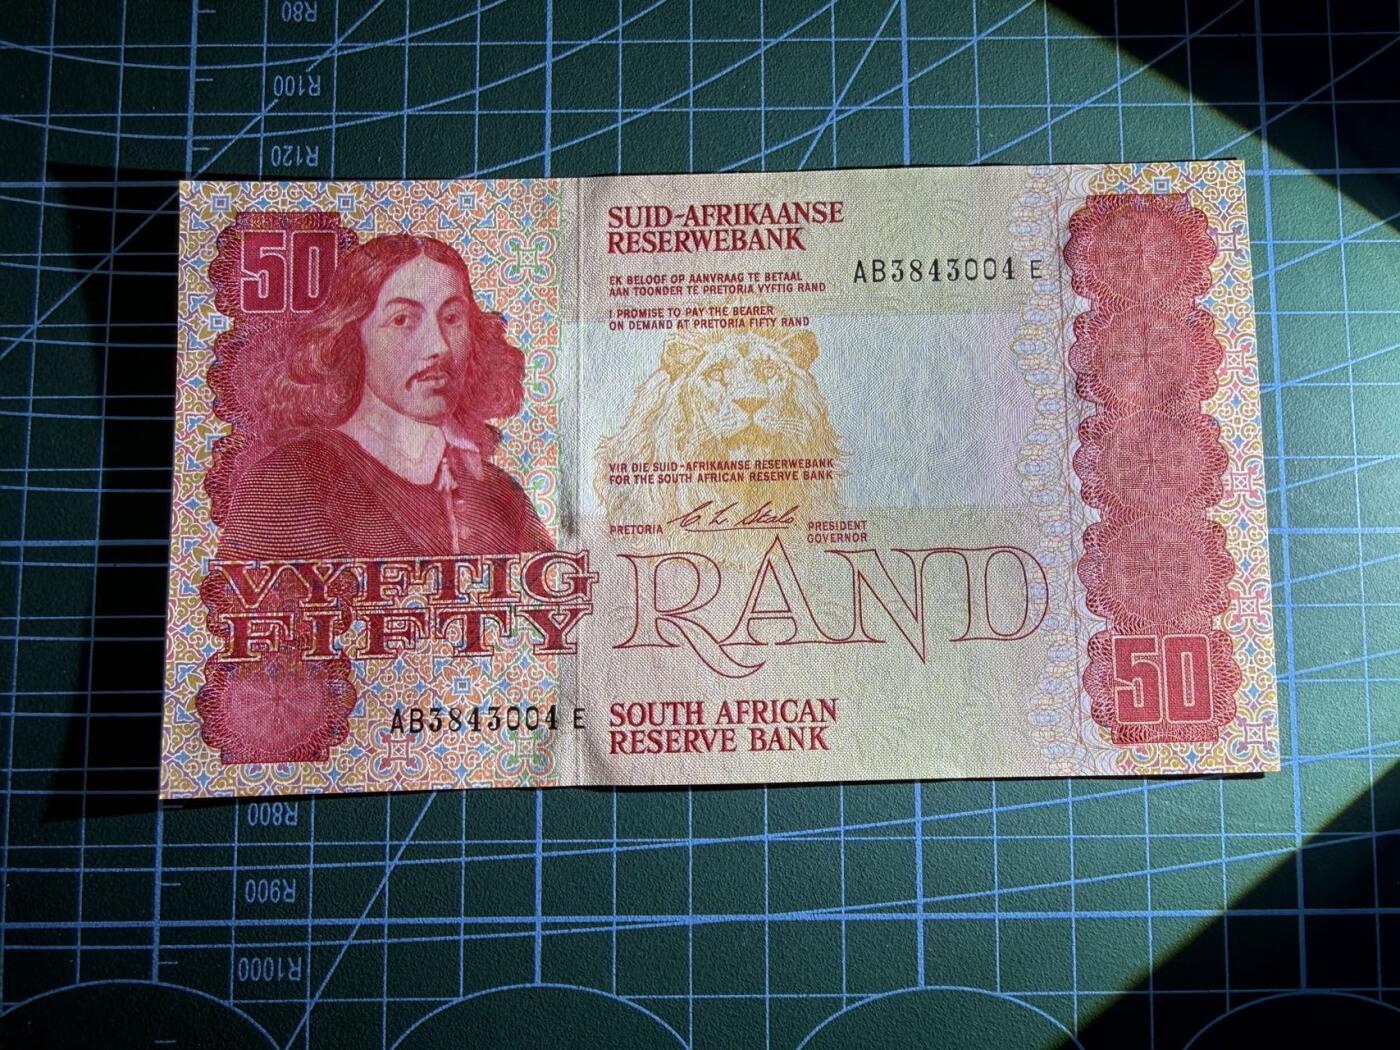 R80
R100
R120
50
SUID-AFRIKAANSE
RESERWEBANK
EK BELOOF OP AANVRAAG TE BETAAL
AAN TOONDER TE PRETORIA VYFTIG RAND
AB3843004 E
I PROMISE TO PAY THE BEARER
ON DEMAND AT PRETORIA FIFTY RAND
VIR DIE SUID-AFRIKAANSE RESERWEBANK
FOR THE SOUTH AFRICAN RESERVE BANK
PRETORIA
PRESIDENT
GOVERNOR
VYFTIG
FIFTY
RAND
50
AB3843004 E
SOUTH AFRICAN
RESERVE BANK
R800
R900
R1000